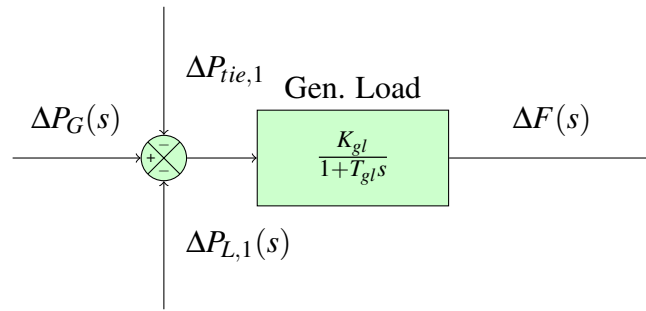 ΔP_{tie,1}
Gen. Load
ΔP_G(s)
ΔF(s)
K_{gl}
1+T_{gl}s
−
+
−
ΔP_{L,1}(s)